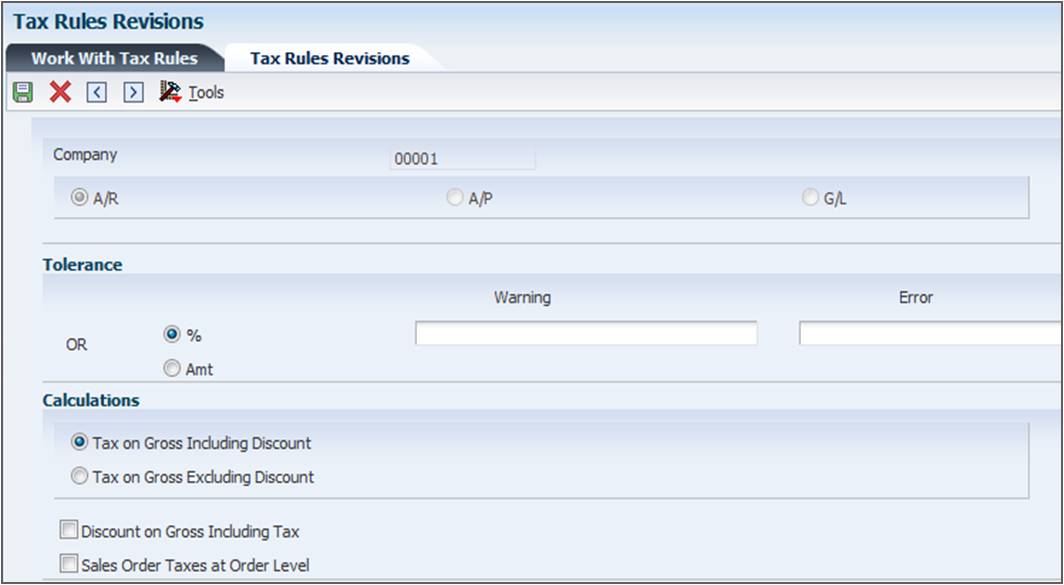 Tax Rules Revisions
Work With Tax Rules Tax Rules Revisions
Tools
Company 00001
A/R A/P G/L
Tolerance
Warning Error
%
OR
Amt
Calculations
Tax on Gross Including Discount
Tax on Gross Excluding Discount
Discount on Gross Including Tax
Sales Order Taxes at Order Level